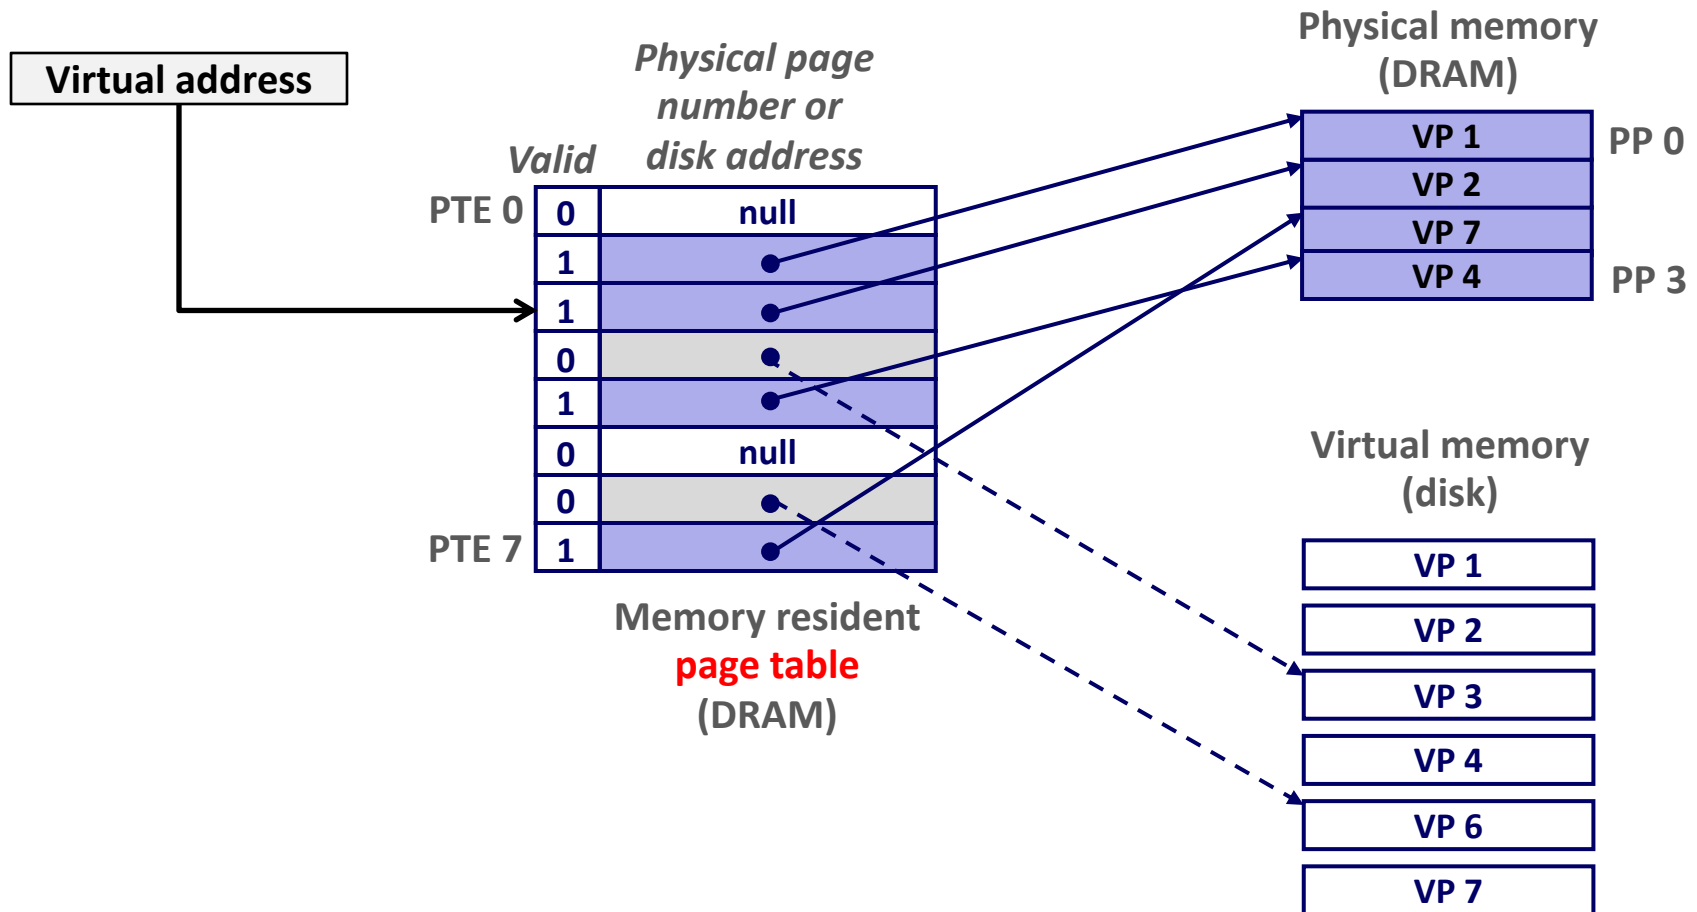 Virtual address
Physical page
number or
disk address
Valid
PTE 0
0
null
1
1
0
1
0
null
0
PTE 7
1
Memory resident
page table
(DRAM)
Physical memory
(DRAM)
VP 1
PP 0
VP 2
VP 7
VP 4
PP 3
Virtual memory
(disk)
VP 1
VP 2
VP 3
VP 4
VP 6
VP 7